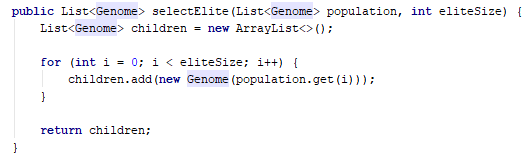 public List<Genome> selectElite(List<Genome> population, int eliteSize) {
    List<Genome> children = new ArrayList<>();

    for (int i = 0; i < eliteSize; i++) {
        children.add(new Genome(population.get(i)));
    }

    return children;
}